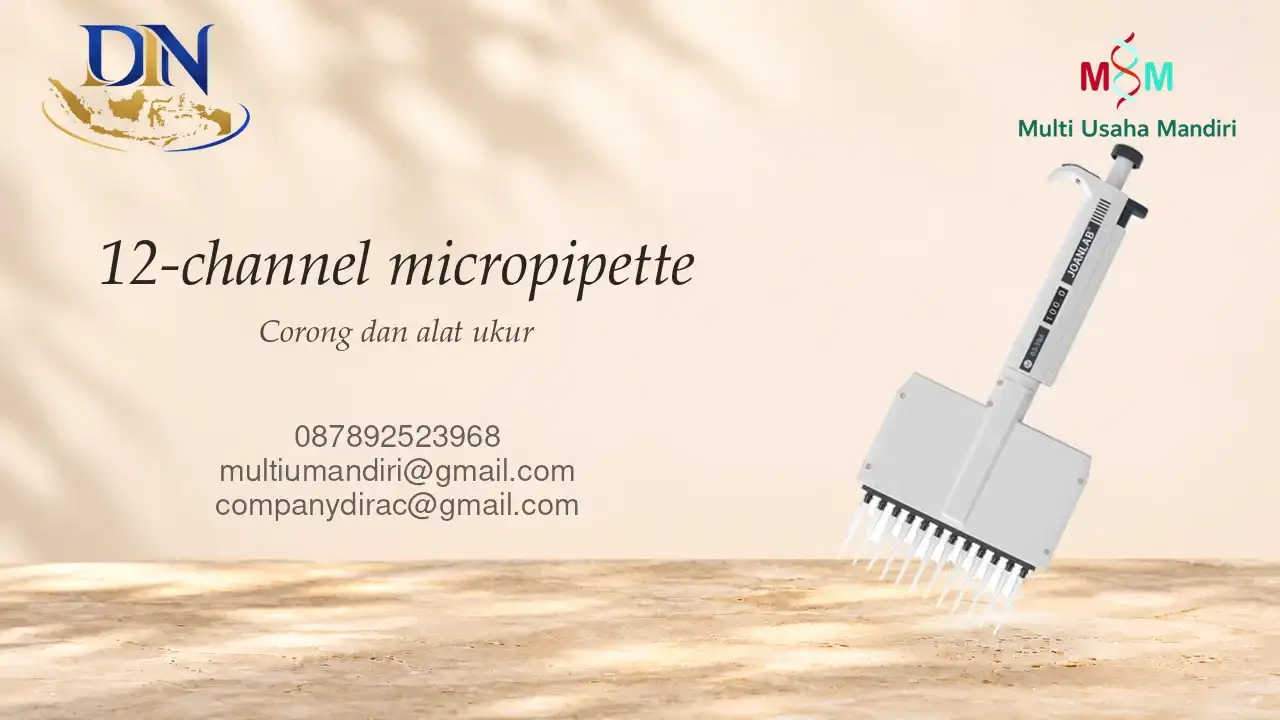 DN
M M
Multi Usaha Mandiri
12-channel micropipette
Corong dan alat ukur
JOANLAB
100.0
087892523968
multiumandiri@gmail.com
companydirac@gmail.com